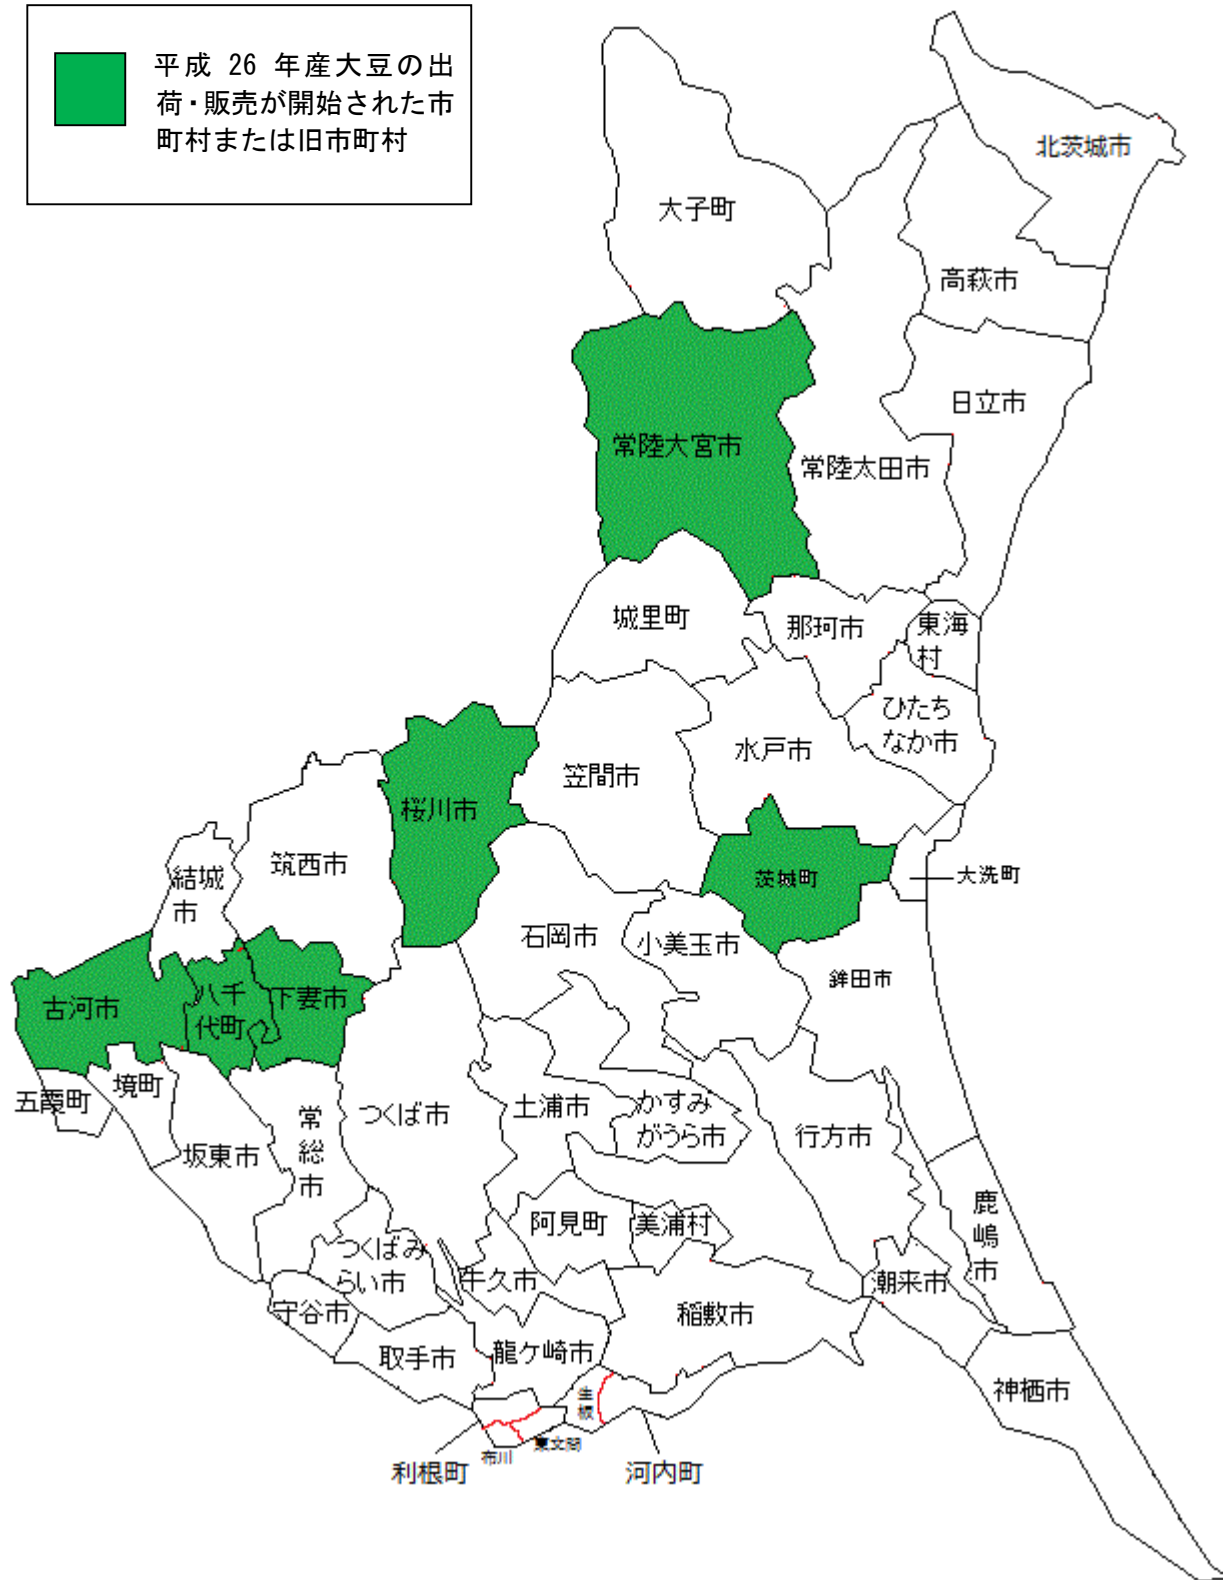 平成 26 年産大豆の出
荷・販売が開始された市
町村または旧市町村
北茨城市
大子町
高萩市
日立市
常陸大宮市
常陸太田市
城里町
那珂市
東海
村
ひたち
なか市
水戸市
笠間市
桜川市
筑西市
茨城町
大洗町
結城
市
石岡市
小美玉市
鉾田市
古河市
八千
代町
下妻市
五霞町
境町
坂東市
常
総
市
つくば市
土浦市
かすみ
がうら市
行方市
鹿
嶋
市
阿見町
美浦村
つくばみ
らい市
牛久市
潮来市
守谷市
稲敷市
取手市
龍ケ崎市
神栖市
生
板
東文間
布川
利根町
河内町